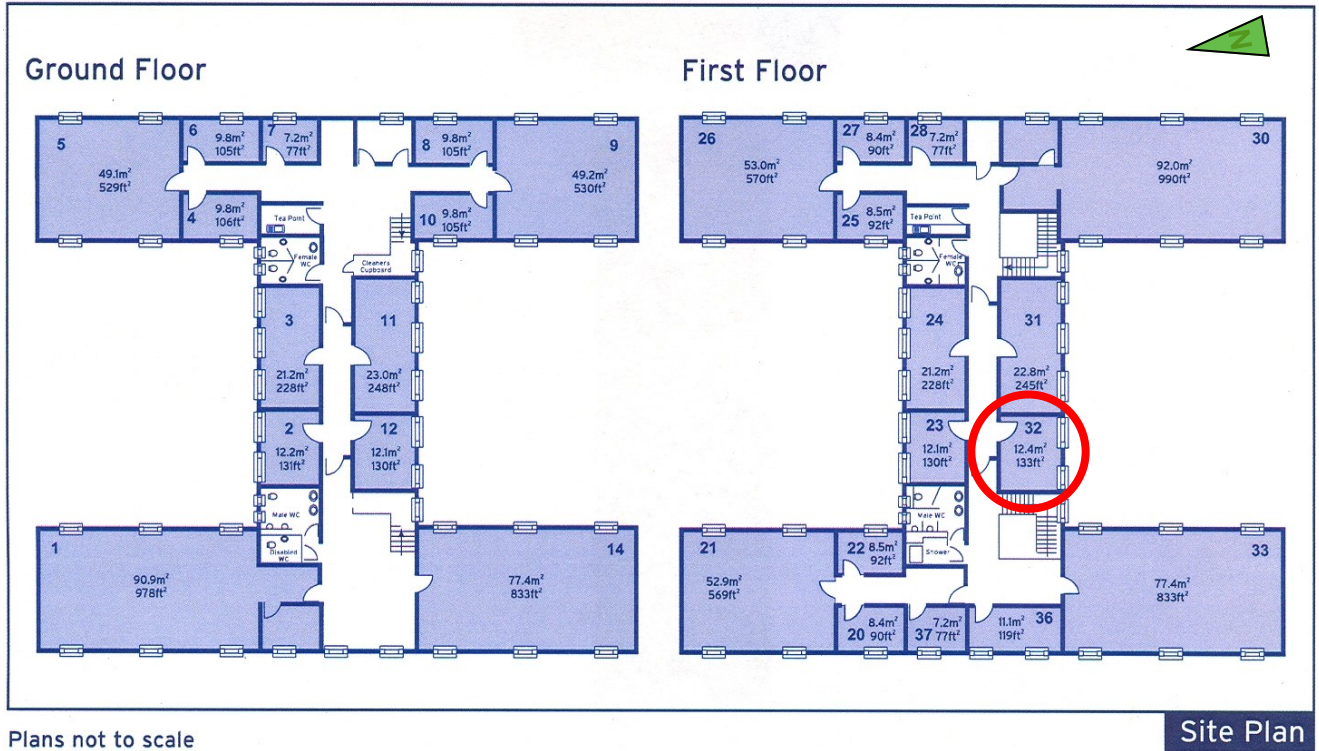 N
Ground Floor
First Floor
5
49.1m²
529ft²
6
9.8m²
105ft²
7
7.2m²
77ft²
8
9.8m²
105ft²
9
49.2m²
530ft²
4
9.8m²
106ft²
10
9.8m²
105ft²
Tea Point
Female
WC
Cleaners
Cupboard
3
21.2m²
228ft²
11
23.0m²
248ft²
2
12.2m²
131ft²
12
12.1m²
130ft²
Male WC
Disabled
WC
1
90.9m²
978ft²
14
77.4m²
833ft²
26
53.0m²
570ft²
27
8.4m²
90ft²
28
7.2m²
77ft²
30
92.0m²
990ft²
25
8.5m²
92ft²
Tea Point
Female
WC
24
21.2m²
228ft²
31
22.8m²
245ft²
23
12.1m²
130ft²
32
12.4m²
133ft²
Male WC
Shower
21
52.9m²
569ft²
22
8.5m²
92ft²
33
77.4m²
833ft²
20
8.4m²
90ft²
37
7.2m²
77ft²
36
11.1m²
119ft²
Plans not to scale
Site Plan